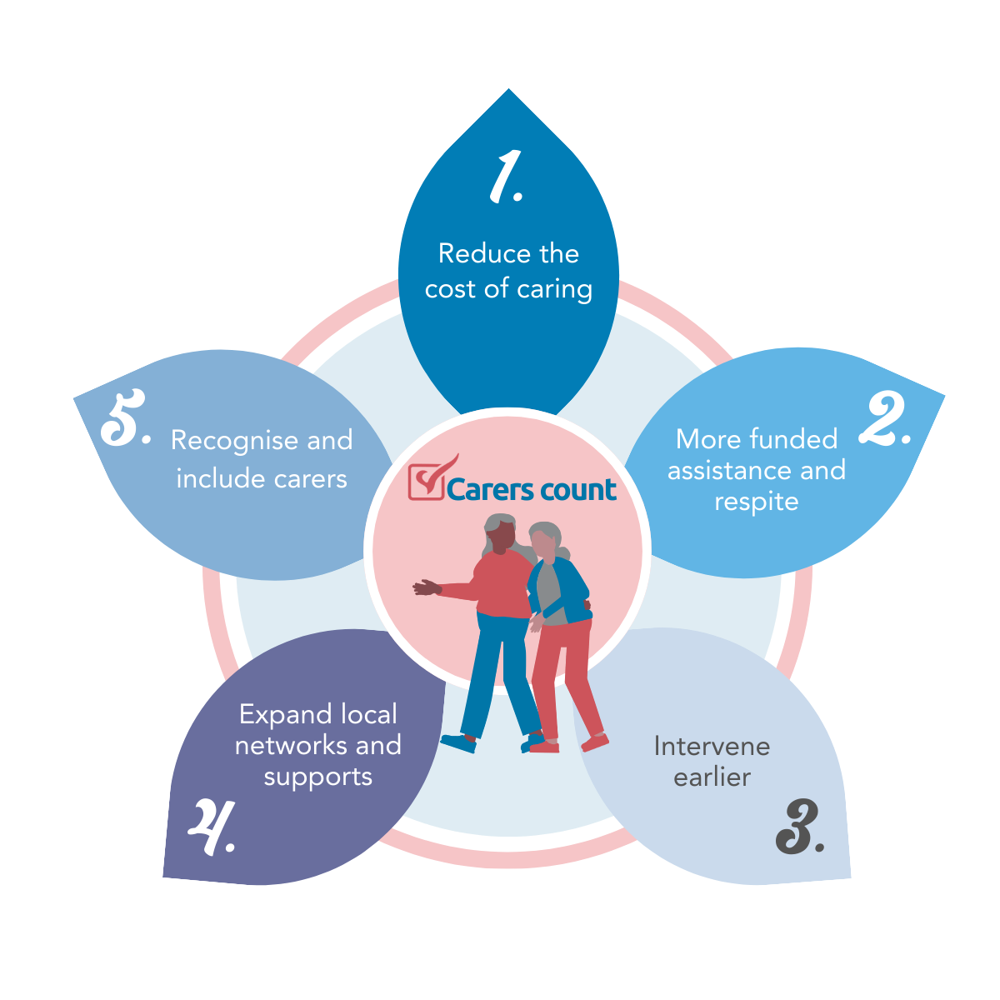 1.
Reduce the
cost of caring
2.
More funded
assistance and
respite
3.
Intervene
earlier
4.
Expand local
networks and
supports
5.
Recognise and
include carers
Carers count